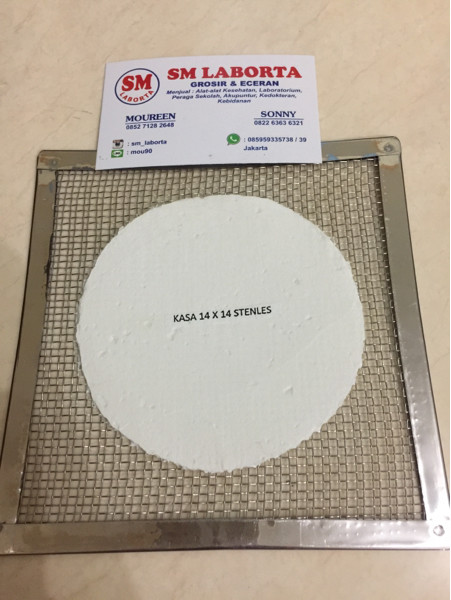 SM
LABORTA
SM LABORTA
GROSIR & ECERAN
Menjual : Alat-alat Kesehatan, Laboratorium,
Peraga Sekolah, Akupuntur, Kedokteran,
Kebidanan
MOUREEN
0852 7128 2648
SONNY
0822 6363 6321
: sm_laborta
: mou90
: 085959335738 / 39
Jakarta
KASA 14 X 14 STENLES